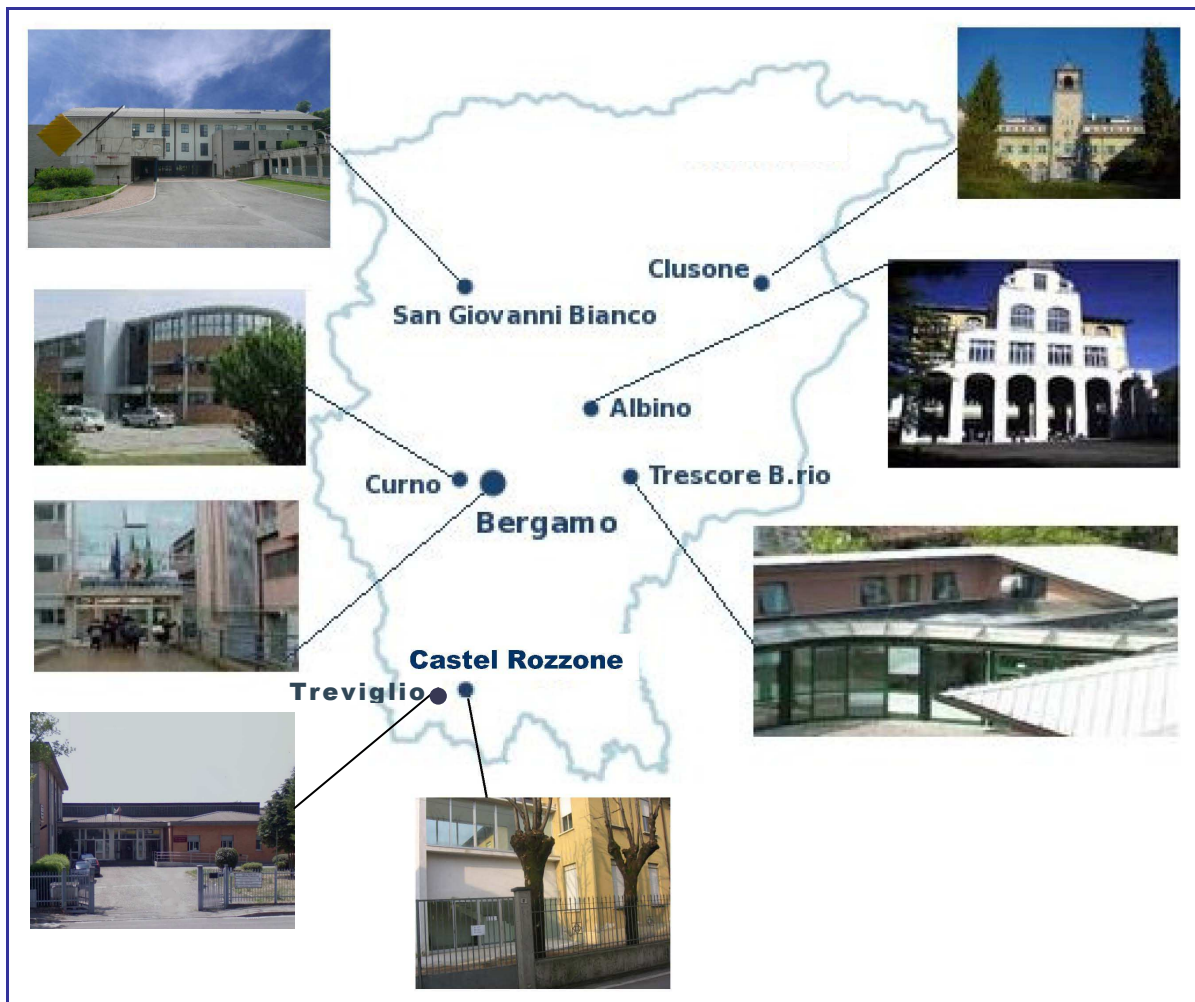 Clusone
San Giovanni Bianco
Albino
Trescore B.rio
Curno
Bergamo
Castel Rozzone
Treviglio